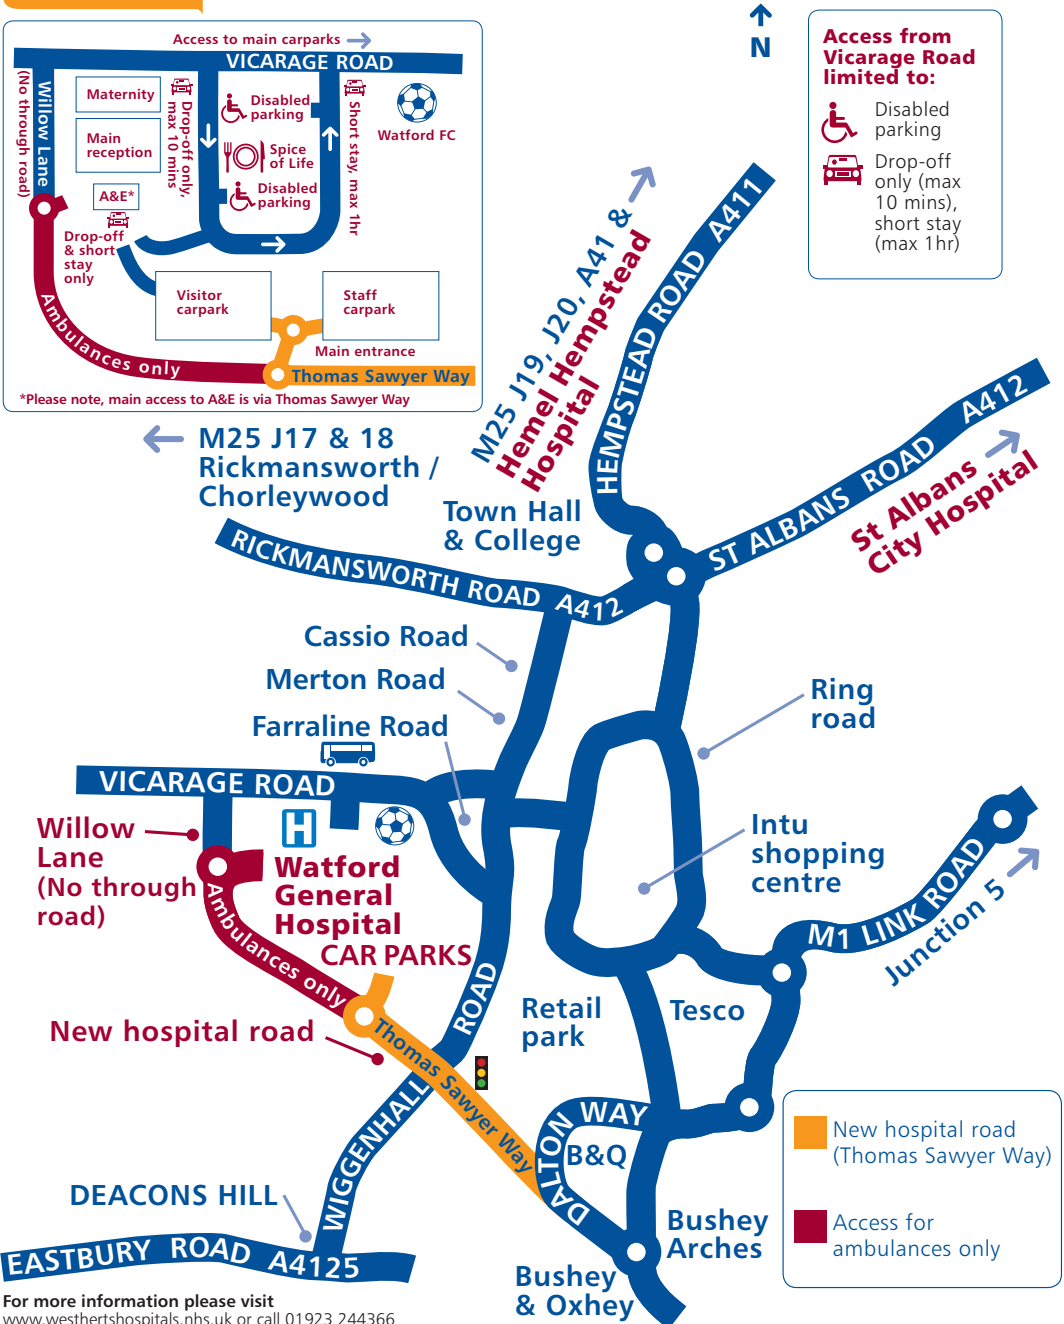 Access to main carparks
VICARAGE ROAD
Willow Lane
(No through road)
Maternity
Main
reception
A&E*
Drop-off only,
max 10 mins
Disabled
parking
Spice
of Life
Disabled
parking
Short stay, max 1hr
Watford FC
Drop-off
& short
stay
only
Visitor
carpark
Staff
carpark
Main entrance
Ambulances only
Thomas Sawyer Way
*Please note, main access to A&E is via Thomas Sawyer Way
N
Access from
Vicarage Road
limited to:
Disabled
parking
Drop-off
only (max
10 mins),
short stay
(max 1hr)
M25 J19, J20, A41 &
Hemel Hempstead
Hospital
HEMPSTEAD ROAD A411
M25 J17 & 18
Rickmansworth /
Chorleywood
Town Hall
& College
ST ALBANS ROAD A412
St Albans
City Hospital
RICKMANSWORTH ROAD A412
Cassio Road
Merton Road
Farraline Road
Ring
road
VICARAGE ROAD
H
Willow
Lane
(No through
road)
Watford
General
Hospital
CAR PARKS
Intu
shopping
centre
M1 LINK ROAD
Junction 5
Ambulances only
New hospital road
Thomas Sawyer Way
Retail
park
Tesco
WIGGENHALL ROAD
DALTON WAY
B&Q
DEACONS HILL
EASTBURY ROAD A4125
Bushey
Arches
Bushey
& Oxhey
New hospital road
(Thomas Sawyer Way)
Access for
ambulances only
For more information please visit
www.westhertshospitals.nhs.uk or call 01923 244366